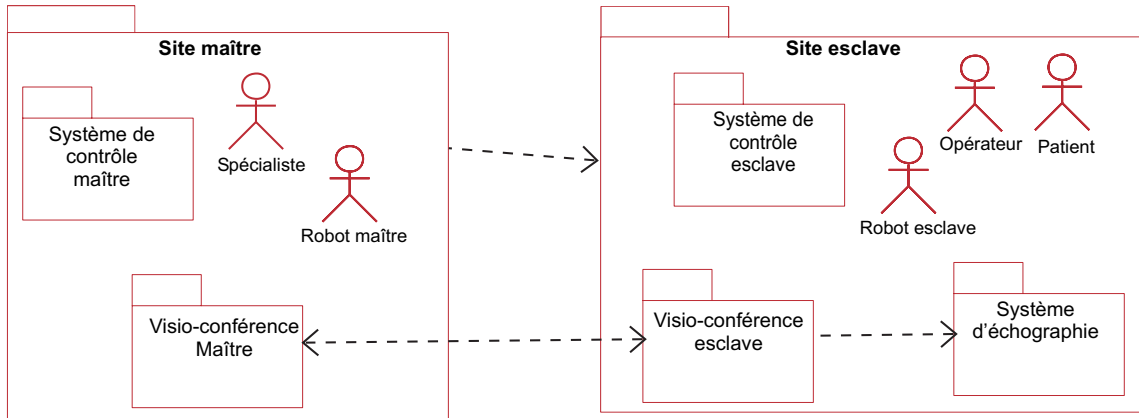 Site maître
Système de
contrôle
maître
Spécialiste
Robot maître
Visio-conférence
Maître
Site esclave
Système de
contrôle
esclave
Opérateur
Patient
Robot esclave
Visio-conférence
esclave
Système
d'échographie